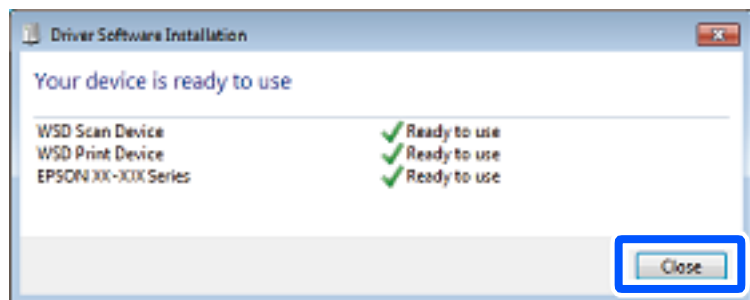 Driver Software Installation
Your device is ready to use
WSD Scan Device Ready to use
WSD Print Device Ready to use
EPSON XX-XXX Series Ready to use
Close